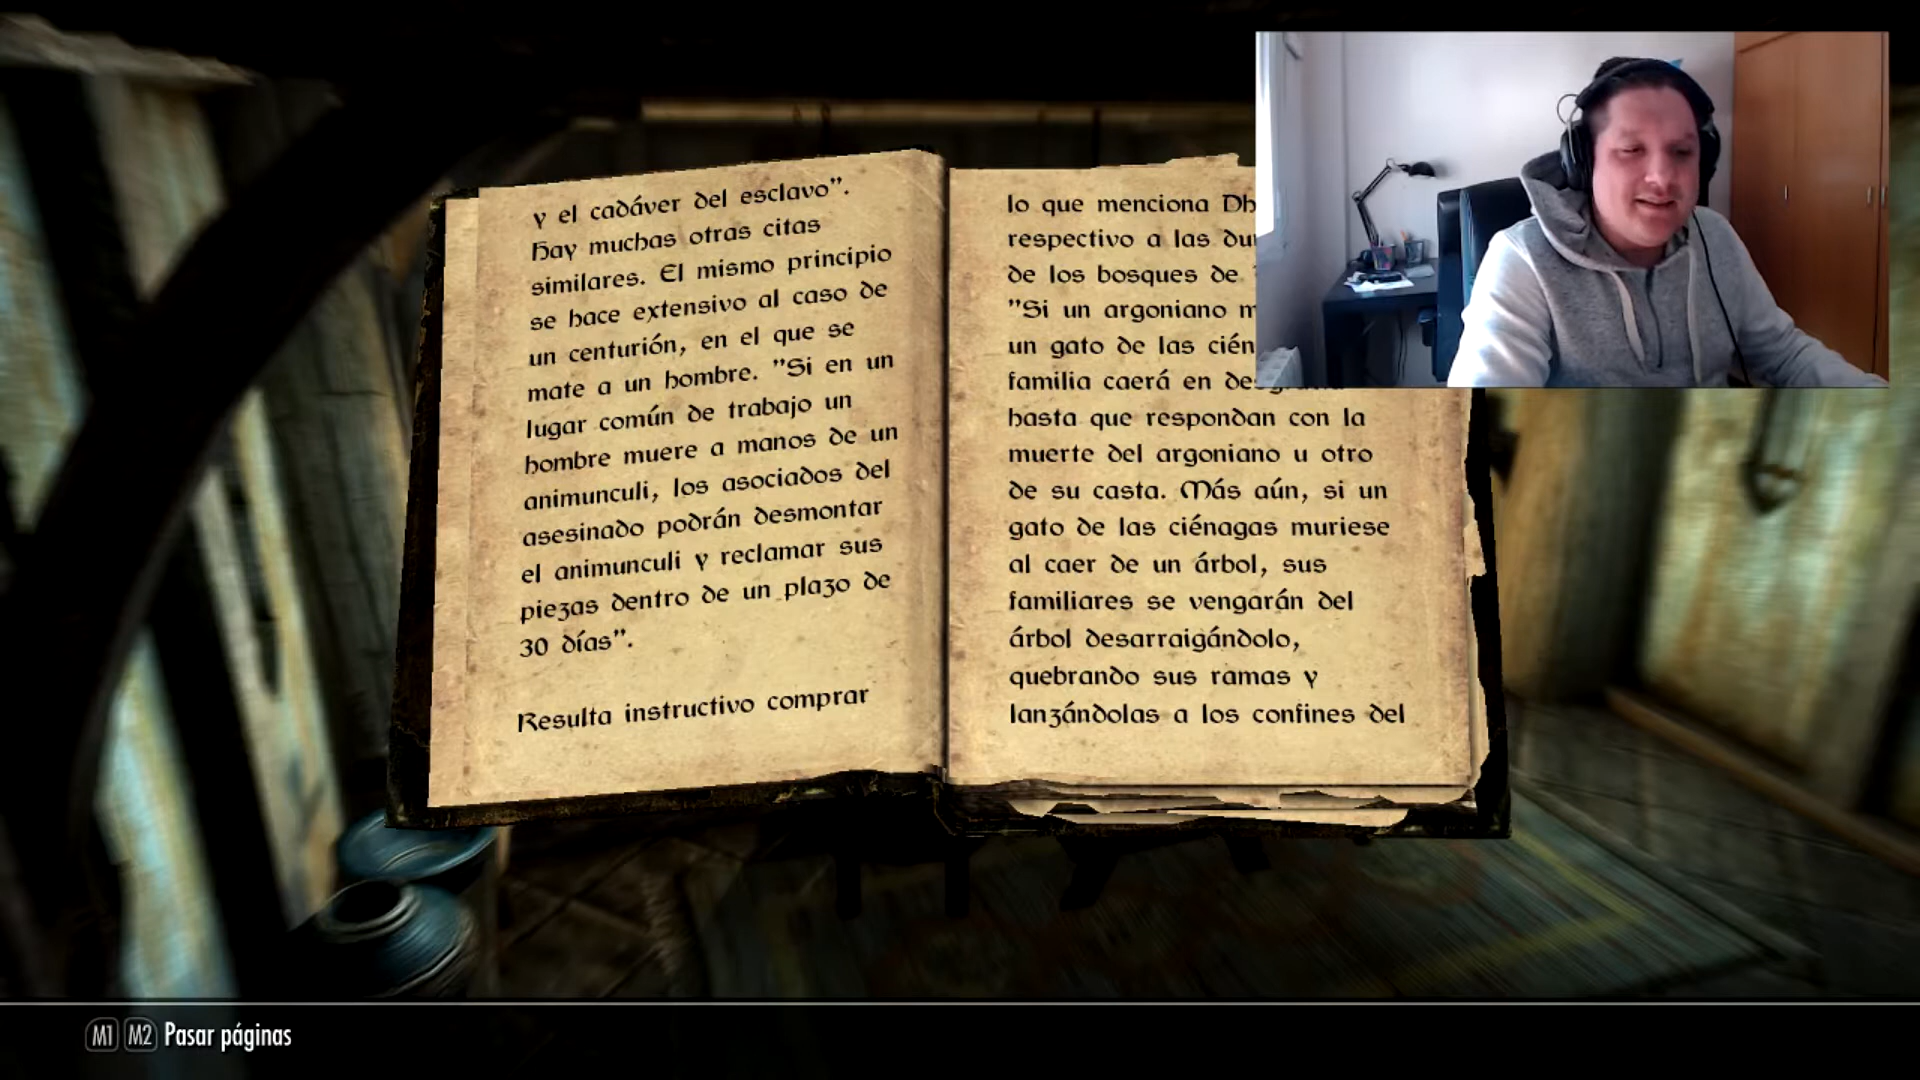 y el cadáver del esclavo".
Hay muchas otras citas
similares. El mismo principio
se hace extensivo al caso de
un centurión, en el que se
mate a un hombre. "Si en un
lugar común de trabajo un
hombre muere a manos de un
animunculi, los asociados del
asesinado podrán desmontar
el animunculi y reclamar sus
piezas dentro de un plazo de
30 días".
Resulta instructivo comprar
lo que menciona
respectivo a las
de los bosques de
"Si un argoniano
un gato de las
familia caerá en
hasta que respondan con la
muerte del argoniano u otro
de su casta. Más aún, si un
gato de las ciénagas muriese
al caer de un árbol, sus
familiares se vengarán del
árbol desarraigándolo,
quebrando sus ramas y
lanzándolas a los confines del
M1 M2 Pasar páginas